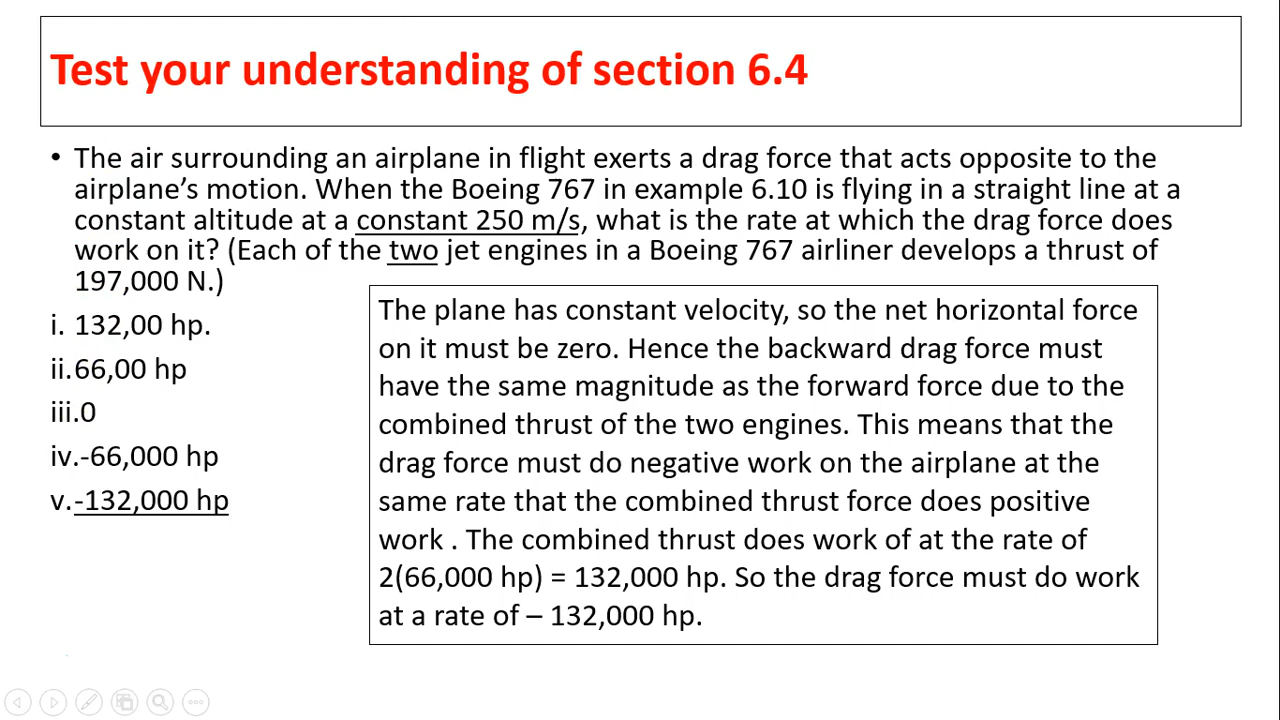 Test your understanding of section 6.4
• The air surrounding an airplane in flight exerts a drag force that acts opposite to the
airplane’s motion. When the Boeing 767 in example 6.10 is flying in a straight line at a
constant altitude at a constant 250 m/s, what is the rate at which the drag force does
work on it? (Each of the two jet engines in a Boeing 767 airliner develops a thrust of
197,000 N.)
i. 132,00 hp.
ii.66,00 hp
iii.0
iv.-66,000 hp
v.-132,000 hp
The plane has constant velocity, so the net horizontal force
on it must be zero. Hence the backward drag force must
have the same magnitude as the forward force due to the
combined thrust of the two engines. This means that the
drag force must do negative work on the airplane at the
same rate that the combined thrust force does positive
work . The combined thrust does work of at the rate of
2(66,000 hp) = 132,000 hp. So the drag force must do work
at a rate of – 132,000 hp.